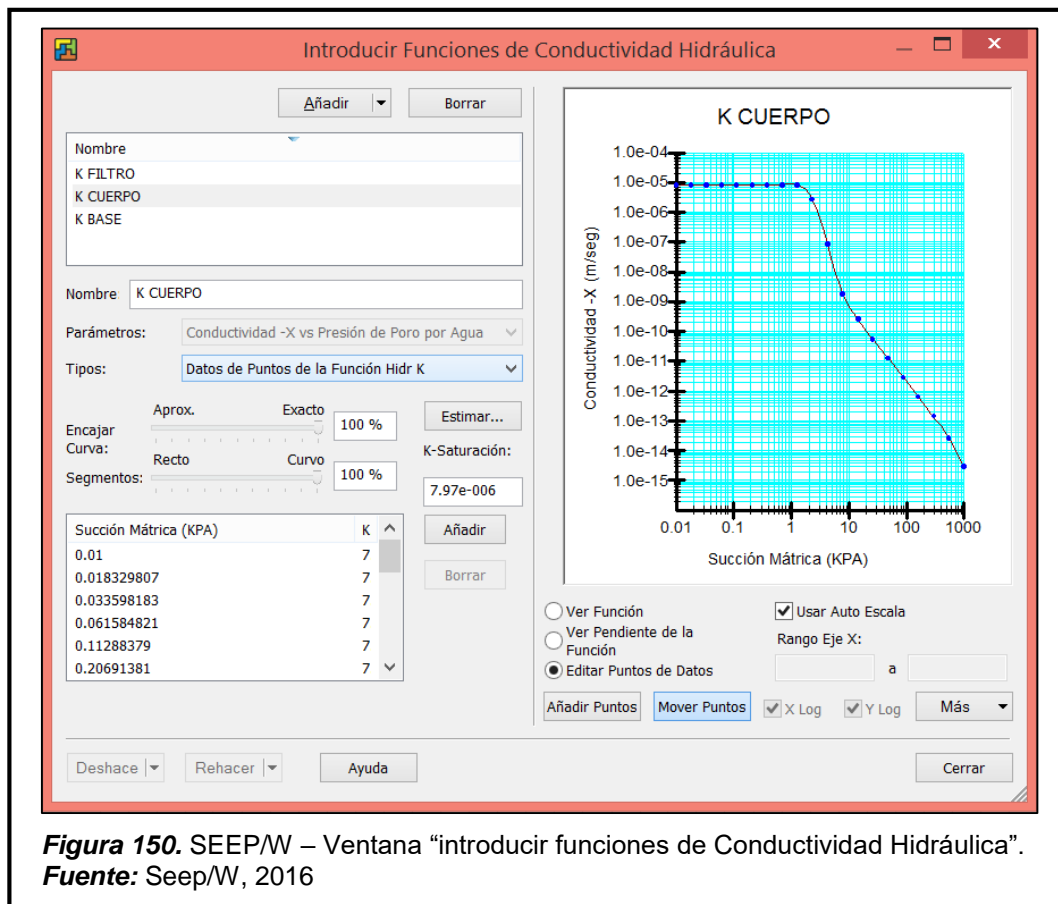 Introducir Funciones de Conductividad Hidráulica
Añadir
Borrar
Nombre
K FILTRO
K CUERPO
K BASE
Nombre: K CUERPO
Parámetros: Conductividad -X vs Presión de Poro por Agua
Tipos: Datos de Puntos de la Función Hidr K
Encajar Curva:
Aprox. Exacto
100 %
Estimar...
Segmentos:
Recto Curvo
100 %
K-Saturación:
7.97e-006
Succión Mátrica (KPA) K
0.01 7
0.018329807 7
0.033598183 7
0.061584821 7
0.11288379 7
0.20691381 7
Añadir
Borrar
K CUERPO
Conductividad -X (m/seg)
1.0e-04
1.0e-05
1.0e-06
1.0e-07
1.0e-08
1.0e-09
1.0e-10
1.0e-11
1.0e-12
1.0e-13
1.0e-14
1.0e-15
0.01 0.1 1 10 100 1000
Succión Mátrica (KPA)
Ver Función
Ver Pendiente de la
Función
Editar Puntos de Datos
Usar Auto Escala
Rango Eje X:
a
Añadir Puntos
Mover Puntos
X Log
Y Log
Más
Deshace
Rehacer
Ayuda
Cerrar
Figura 150. SEEP/W – Ventana “introducir funciones de Conductividad Hidráulica”.
Fuente: Seep/W, 2016